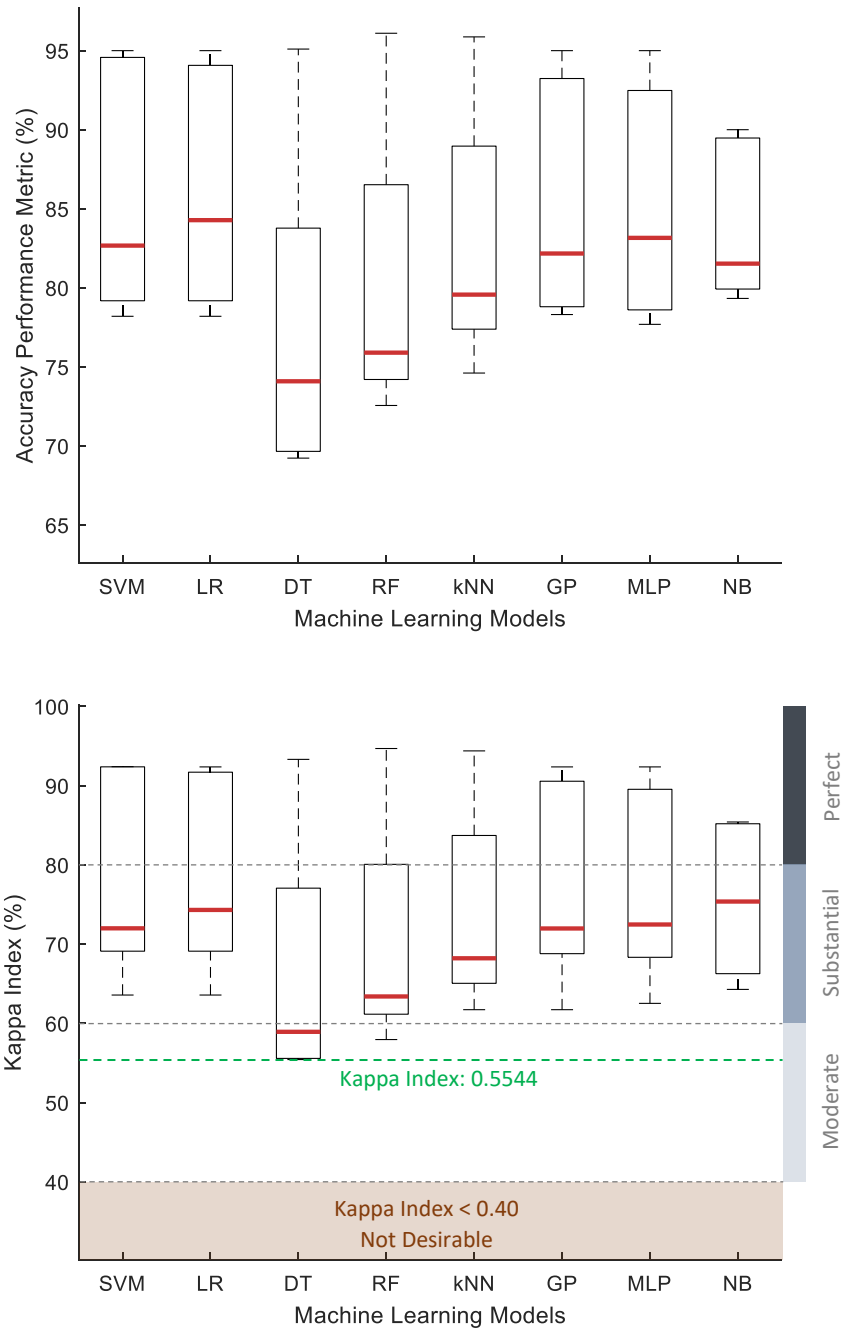 Accuracy Performance Metric (%)
95
90
85
80
75
70
65
SVM LR DT RF kNN GP MLP NB
Machine Learning Models
Kappa Index (%)
100
90
80
70
60
50
40
Perfect
Substantial
Moderate
Kappa Index: 0.5544
Kappa Index < 0.40
Not Desirable
SVM LR DT RF kNN GP MLP NB
Machine Learning Models